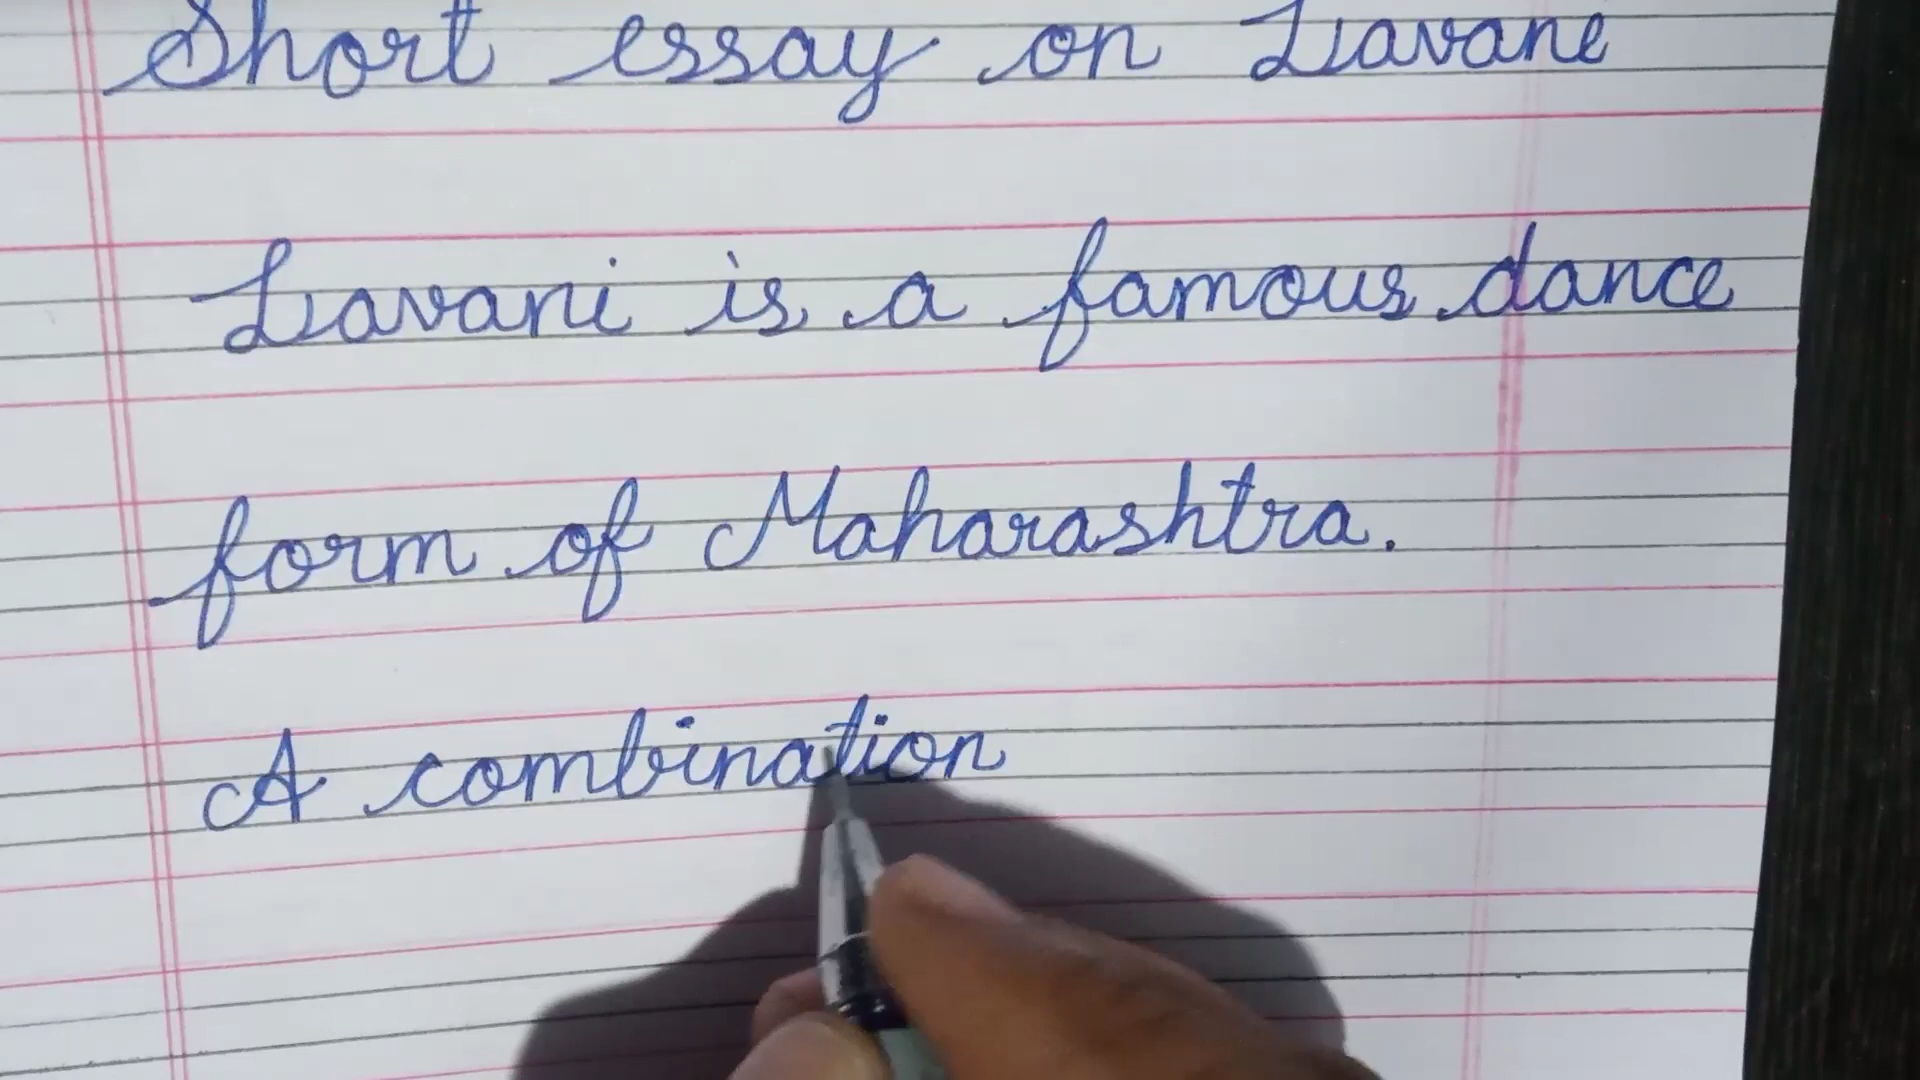 Short essay on Lavani
Lavani is a famous dance
form of Maharashtra.
A combination